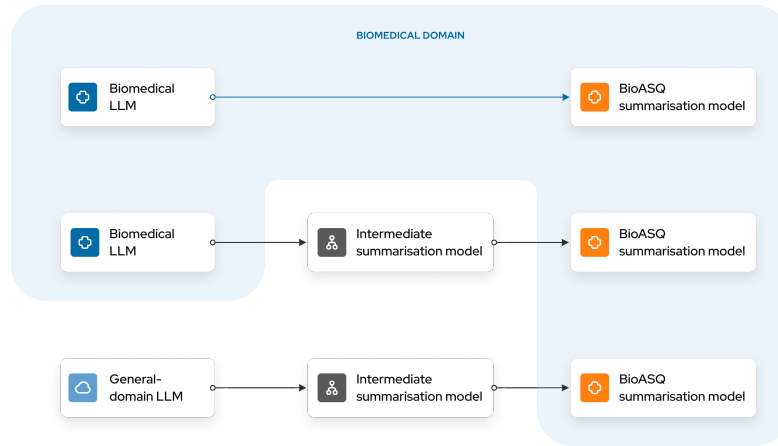 BIOMEDICAL DOMAIN
Biomedical
LLM
BioASQ
summarisation model
Biomedical
LLM
Intermediate
summarisation model
BioASQ
summarisation model
General-
domain LLM
Intermediate
summarisation model
BioASQ
summarisation model